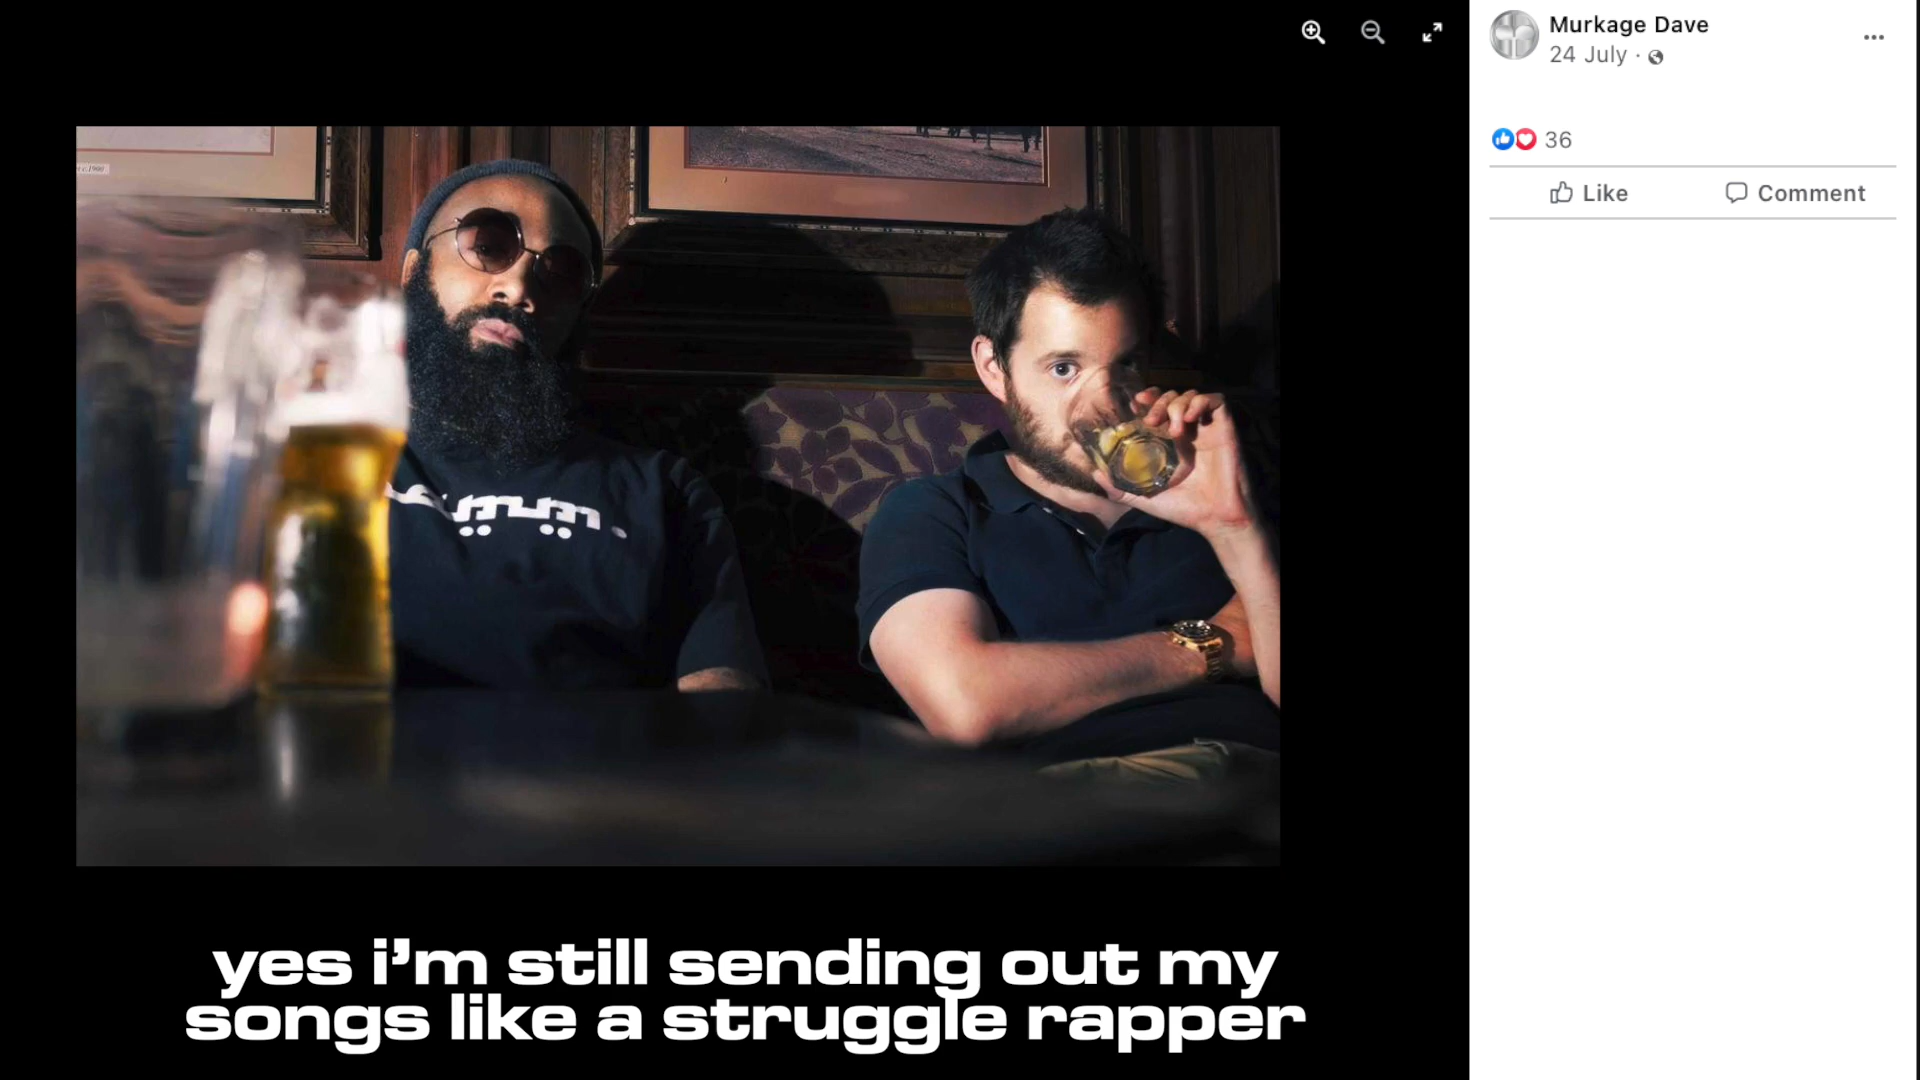 Murkage Dave
24 July ·
36
Like
Comment
yes i’m still sending out my
songs like a struggle rapper